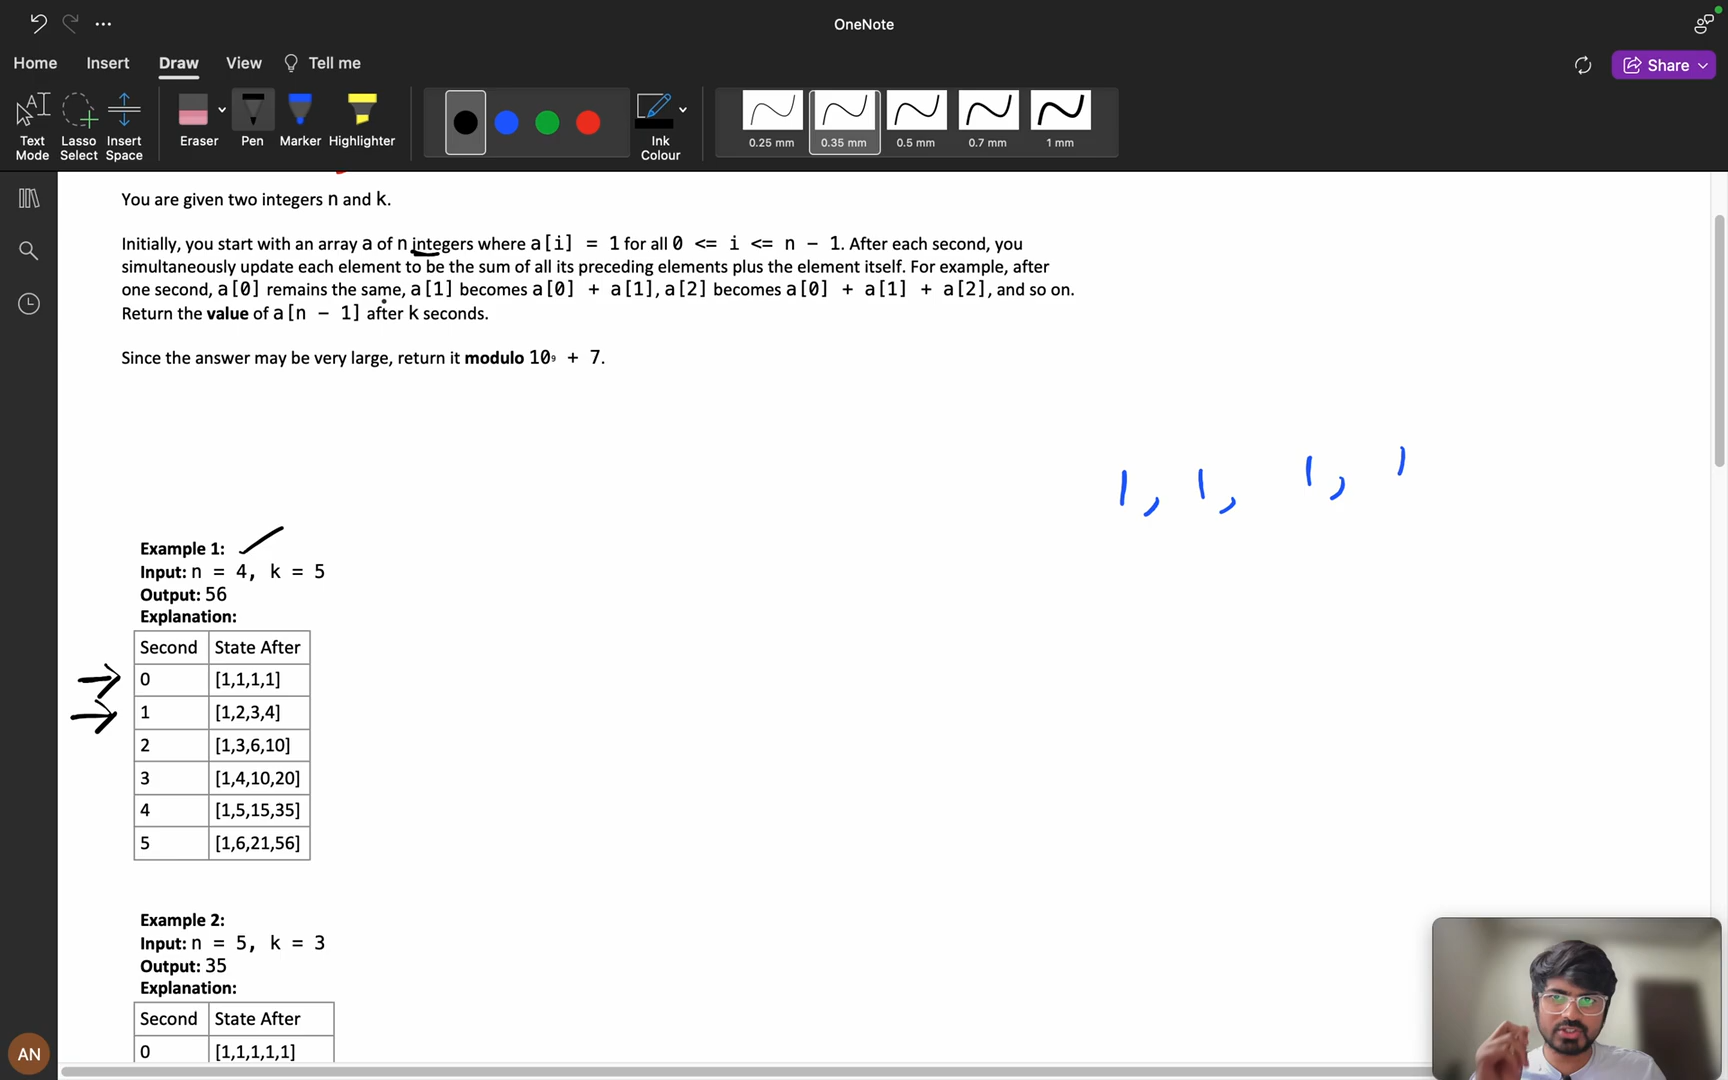 OneNote
Home Insert Draw View Tell me
Share
Text Mode
Lasso Select
Insert Space
Eraser
Pen
Marker
Highlighter
Ink Colour
0.25 mm
0.35 mm
0.5 mm
0.7 mm
1 mm
You are given two integers n and k.
Initially, you start with an array a of n integers where a[i] = 1 for all 0 <= i <= n - 1. After each second, you
simultaneously update each element to be the sum of all its preceding elements plus the element itself. For example, after
one second, a[0] remains the same, a[1] becomes a[0] + a[1], a[2] becomes a[0] + a[1] + a[2], and so on.
Return the value of a[n - 1] after k seconds.
Since the answer may be very large, return it modulo 10⁹ + 7.
1, 1, 1, 1
Example 1:
Input: n = 4, k = 5
Output: 56
Explanation:
Second State After
0 [1,1,1,1]
1 [1,2,3,4]
2 [1,3,6,10]
3 [1,4,10,20]
4 [1,5,15,35]
5 [1,6,21,56]
Example 2:
Input: n = 5, k = 3
Output: 35
Explanation:
Second State After
0 [1,1,1,1,1]
AN